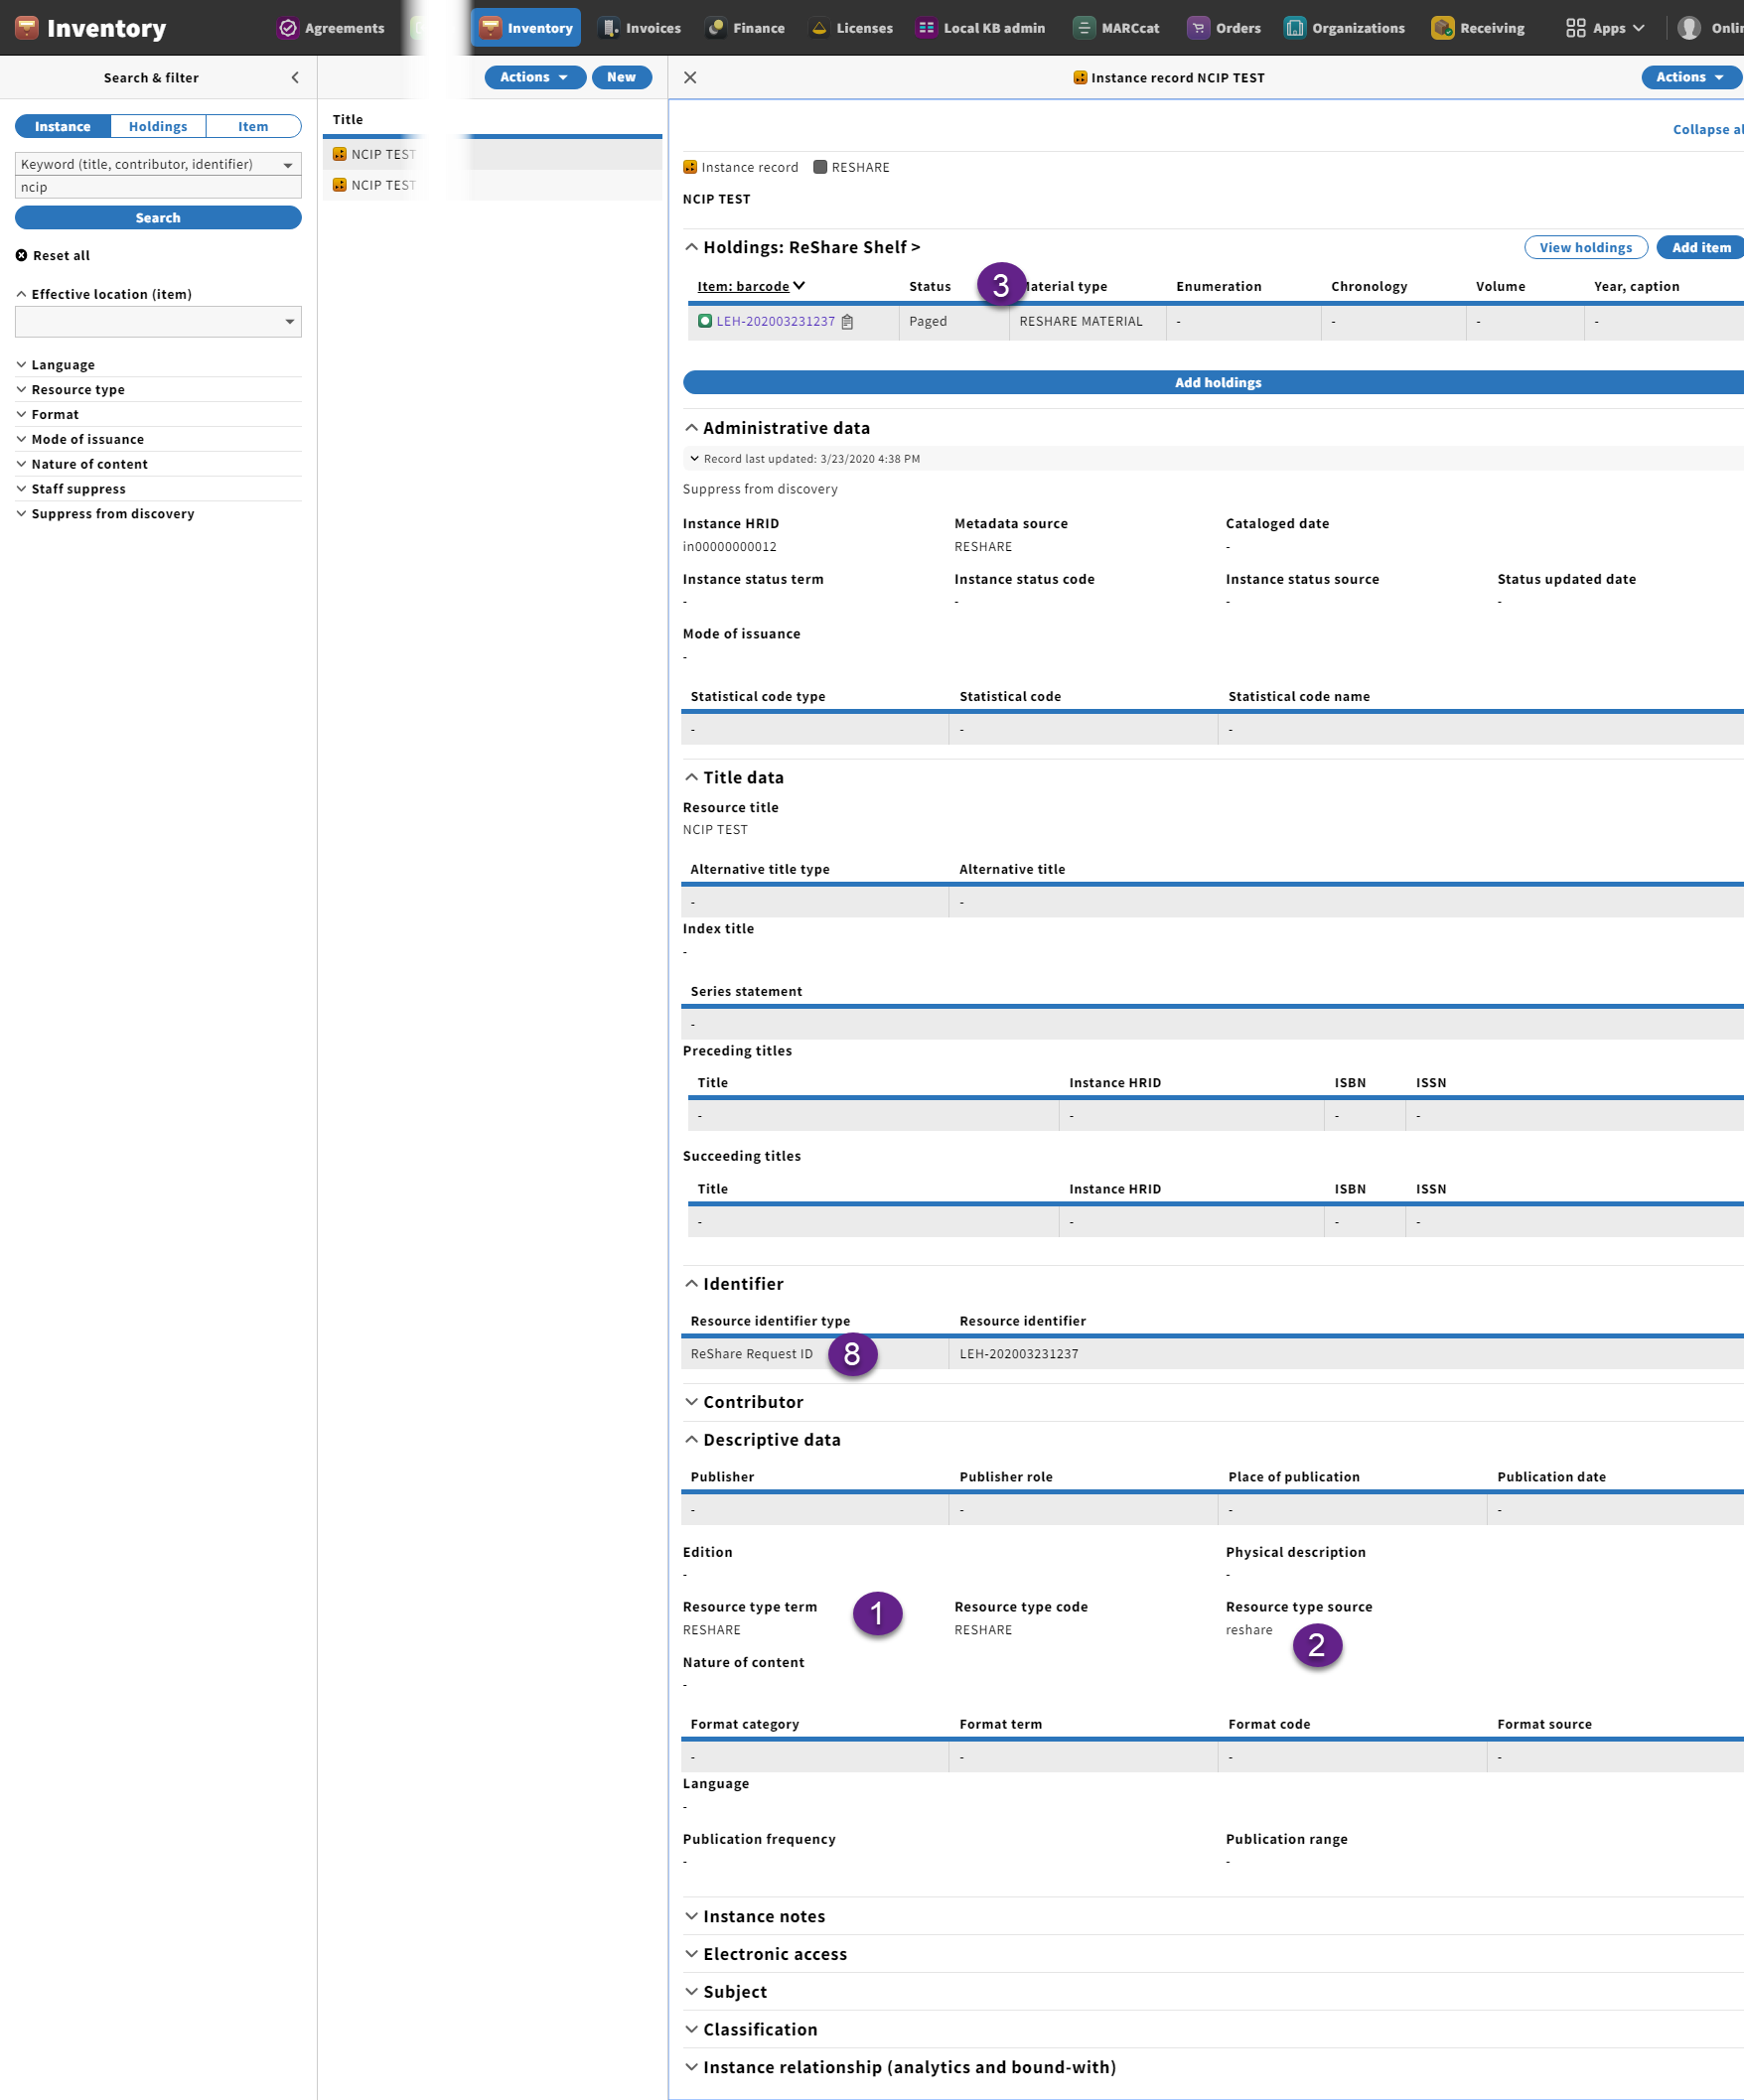 Inventory
Agreements
Inventory
Invoices
Finance
Licenses
Local KB admin
MARCcat
Orders
Organizations
Receiving
Apps
Search & filter
Instance Holdings Item
Keyword (title, contributor, identifier)
ncip
Search
Reset all
Effective location (item)
Language
Resource type
Format
Mode of issuance
Nature of content
Staff suppress
Suppress from discovery
Actions New
Title
NCIP TEST
NCIP TEST
Instance record NCIP TEST
Actions
Collapse al
Instance record RESHARE
NCIP TEST
Holdings: ReShare Shelf >
View holdings Add item
Item: barcode Status 3 aterial type Enumeration Chronology Volume Year, caption
LEH-202003231237 Paged RESHARE MATERIAL - - - -
Add holdings
Administrative data
Record last updated: 3/23/2020 4:38 PM
Suppress from discovery
Instance HRID Metadata source Cataloged date
in00000000012 RESHARE -
Instance status term Instance status code Instance status source Status updated date
- - - -
Mode of issuance
-
Statistical code type Statistical code Statistical code name
- - -
Title data
Resource title
NCIP TEST
Alternative title type Alternative title
- -
Index title
-
Series statement
-
Preceding titles
Title Instance HRID ISBN ISSN
- - - -
Succeeding titles
Title Instance HRID ISBN ISSN
- - - -
Identifier
Resource identifier type Resource identifier
ReShare Request ID 8 LEH-202003231237
Contributor
Descriptive data
Publisher Publisher role Place of publication Publication date
- - - -
Edition Physical description
- -
Resource type term 1 Resource type code Resource type source
RESHARE RESHARE reshare 2
Nature of content
-
Format category Format term Format code Format source
- - - -
Language
-
Publication frequency Publication range
- -
Instance notes
Electronic access
Subject
Classification
Instance relationship (analytics and bound-with)